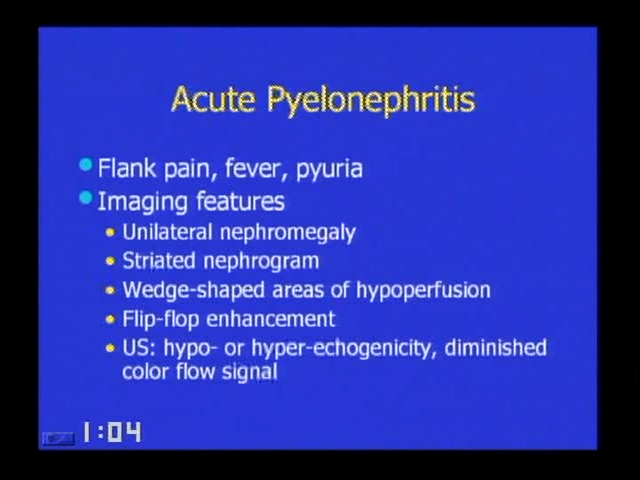 Acute Pyelonephritis
Flank pain, fever, pyuria
Imaging features
Unilateral nephromegaly
Striated nephrogram
Wedge-shaped areas of hypoperfusion
Flip-flop enhancement
US: hypo- or hyper-echogenicity, diminished
color flow signal
1:04